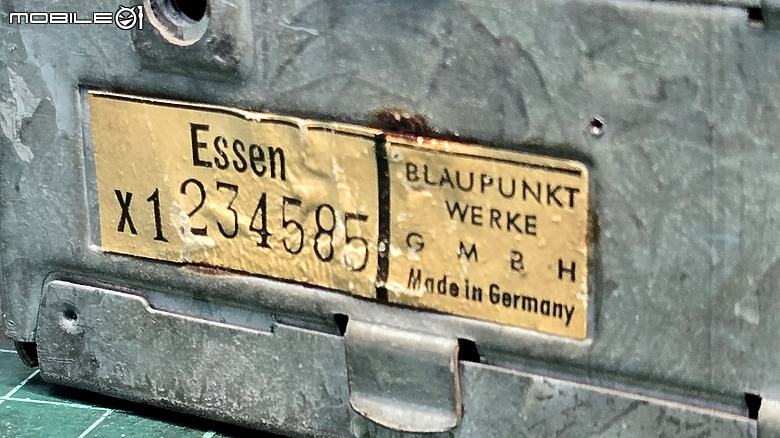 MOBILE01
Essen
X1234585
BLAUPUNKT
WERKE
G M B H
Made in Germany